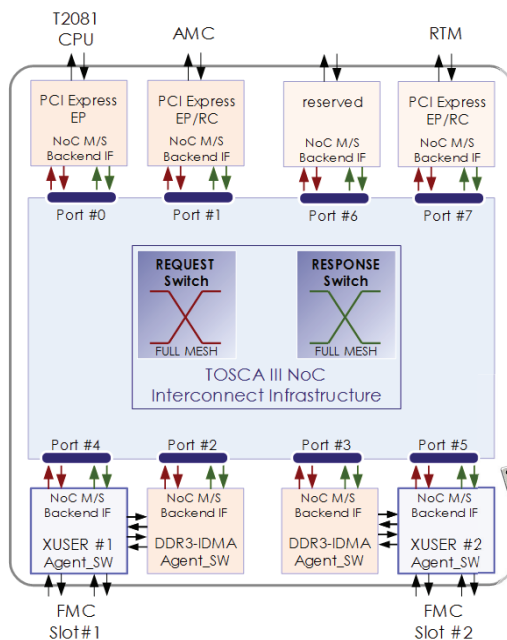 T2081
CPU
AMC
RTM
PCI Express
EP
NoC M/S
Backend IF
PCI Express
EP/RC
NoC M/S
Backend IF
reserved
NoC M/S
Backend IF
PCI Express
EP/RC
NoC M/S
Backend IF
Port #0
Port #1
Port #6
Port #7
REQUEST
Switch
FULL MESH
RESPONSE
Switch
FULL MESH
TOSCA III NoC
Interconnect Infrastructure
Port #4
Port #2
Port #3
Port #5
NoC M/S
Backend IF
XUSER #1
Agent_SW
NoC M/S
Backend IF
DDR3-IDMA
Agent_SW
NoC M/S
Backend IF
DDR3-IDMA
Agent_SW
NoC M/S
Backend IF
XUSER #2
Agent_SW
FMC
Slot#1
FMC
Slot #2